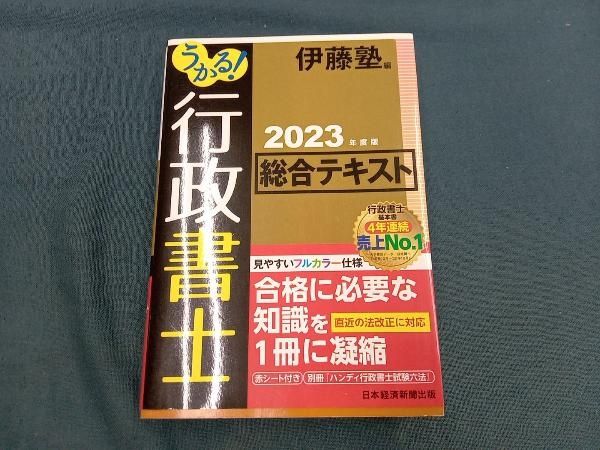 うかる!
行政書士
伊藤塾編
2023年度版
総合テキスト
行政書士
基本書
4年連続
売上No.1
見やすいフルカラー仕様
合格に必要な
知識を
直近の法改正に対応
1冊に凝縮
赤シート付き
別冊「ハンディ行政書士試験六法」
日本経済新聞出版